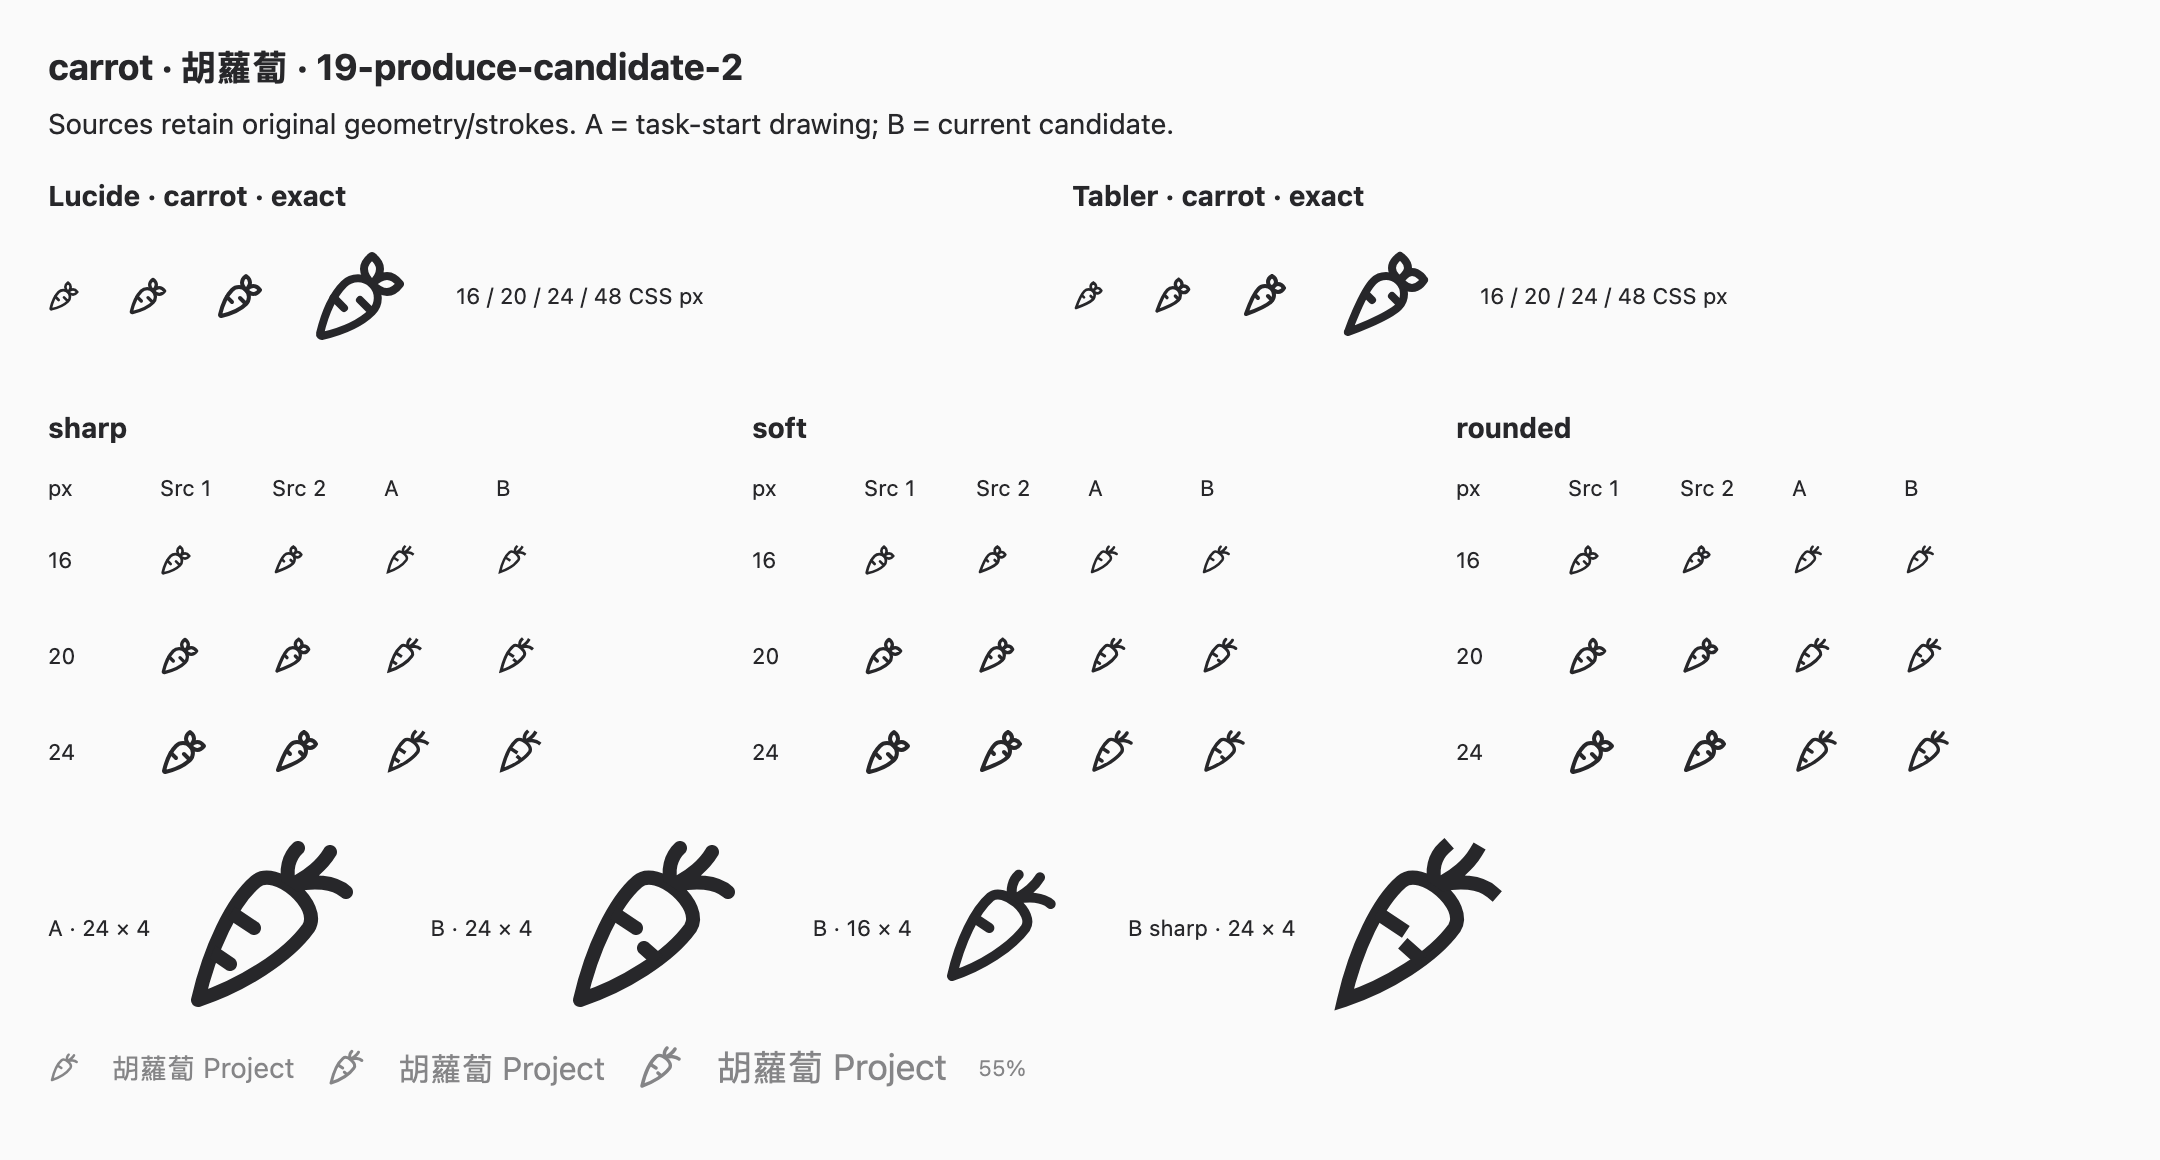 carrot · 胡蘿蔔 · 19-produce-candidate-2
Sources retain original geometry/strokes. A = task-start drawing; B = current candidate.
Lucide · carrot · exact
Tabler · carrot · exact
16 / 20 / 24 / 48 CSS px
16 / 20 / 24 / 48 CSS px
sharp
soft
rounded
px Src 1 Src 2 A B
px Src 1 Src 2 A B
px Src 1 Src 2 A B
16
16
16
20
20
20
24
24
24
A · 24 × 4
B · 24 × 4
B · 16 × 4
B sharp · 24 × 4
胡蘿蔔 Project
胡蘿蔔 Project
胡蘿蔔 Project
55%